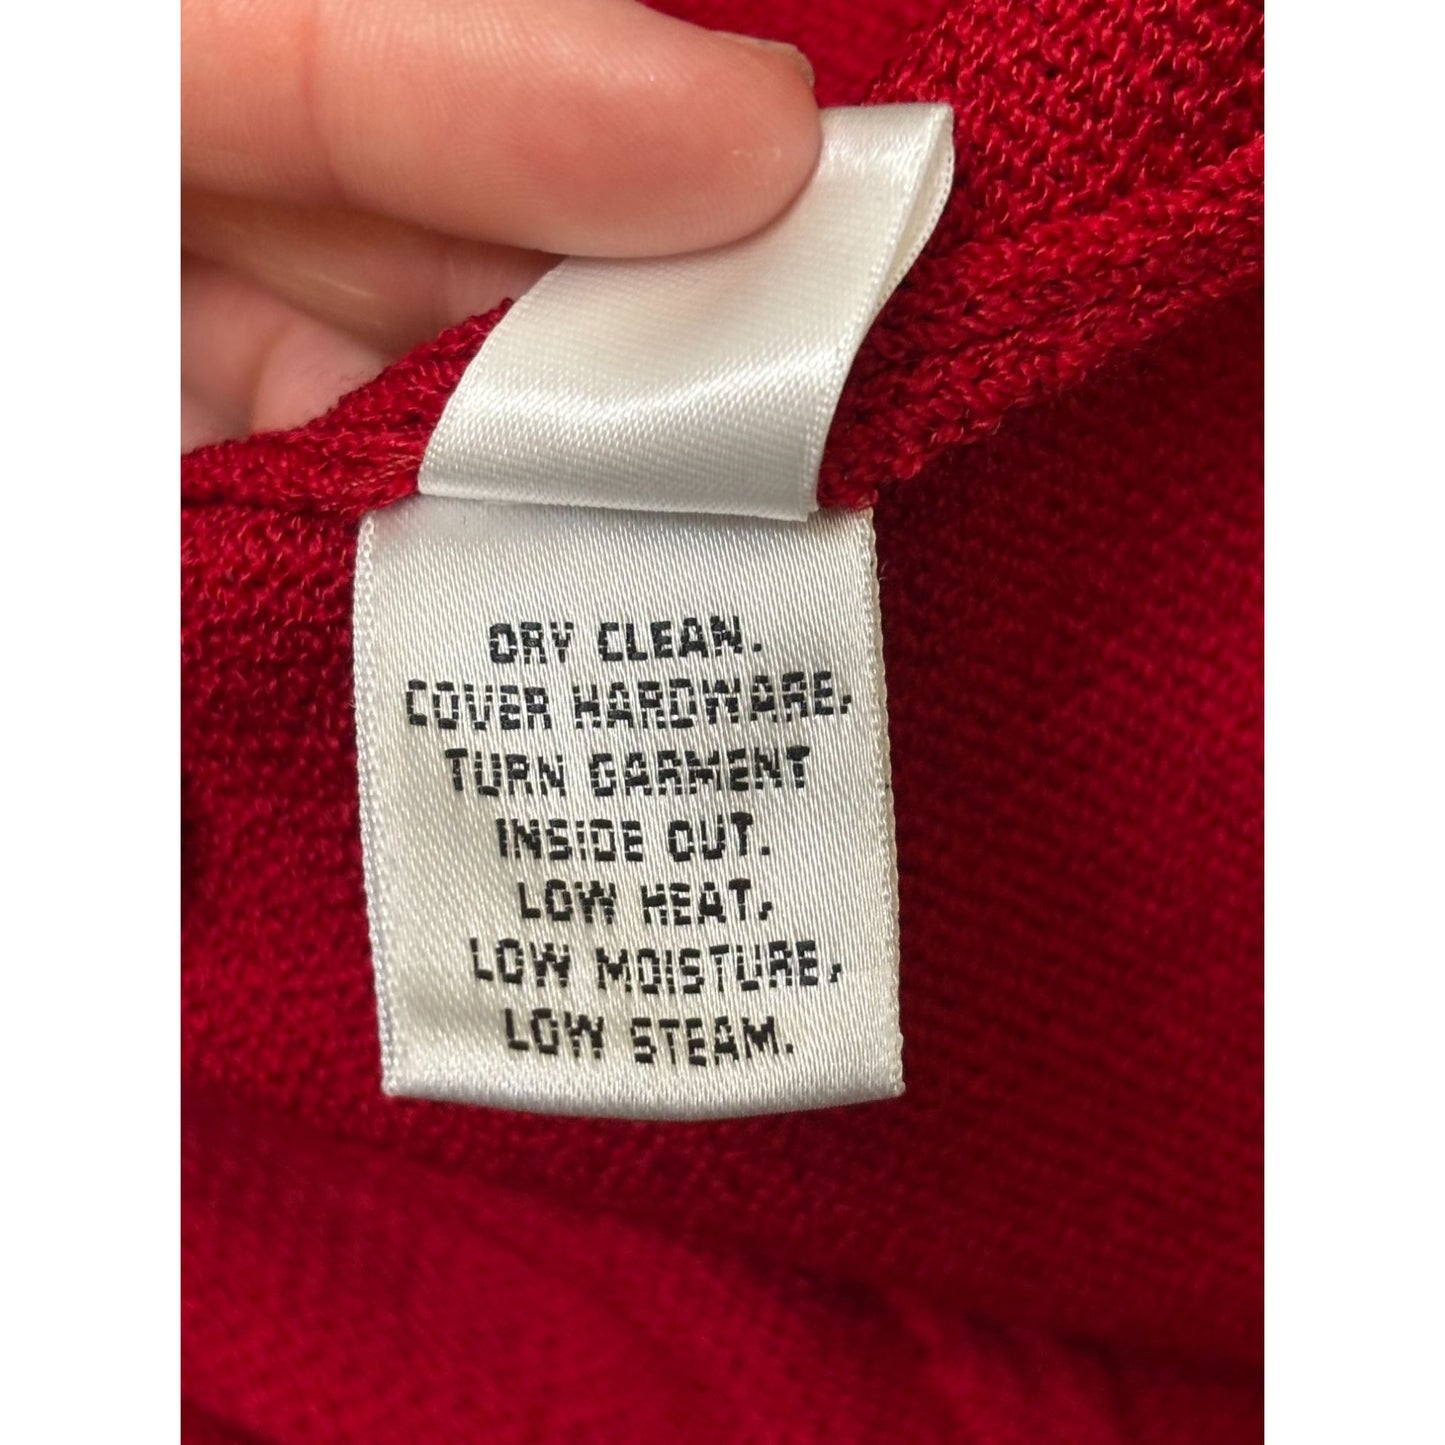 DRY CLEAN.
COVER HARDWARE,
TURN GARMENT
INSIDE OUT.
LOW HEAT,
LOW MOISTURE,
LOW STEAM.